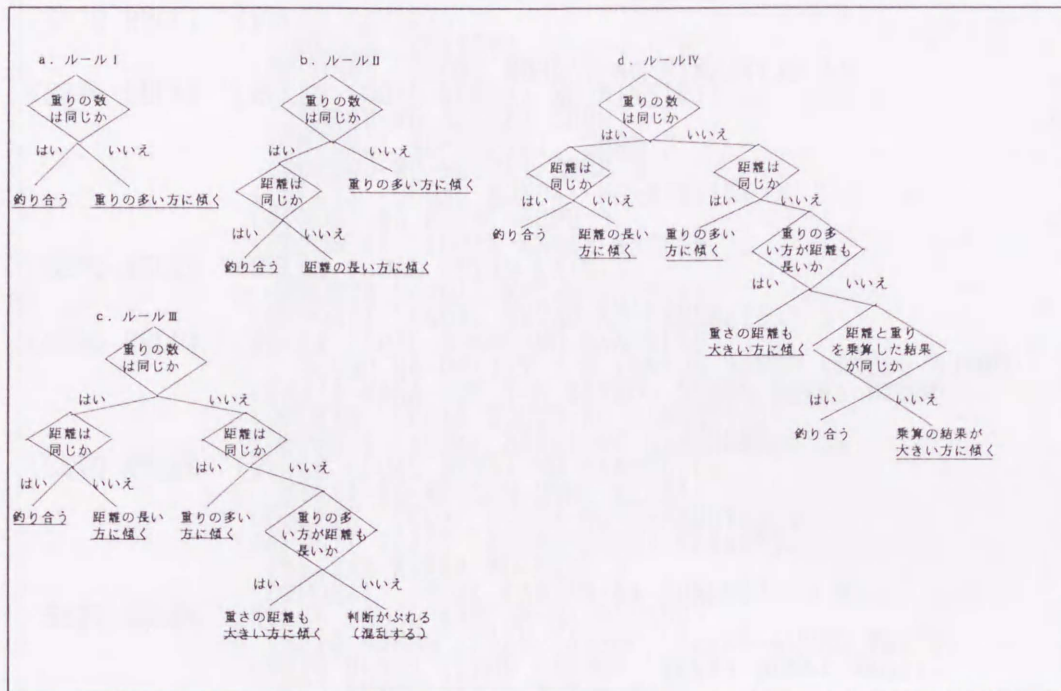 a. ルールⅠ
重りの数
は同じか
はい
いいえ
釣り合う
重りの多い方に傾く
b. ルールⅡ
重りの数
は同じか
はい
いいえ
距離は
同じか
重りの多い方に傾く
はい
いいえ
釣り合う
距離の長い方に傾く
c. ルールⅢ
重りの数
は同じか
はい
いいえ
距離は
同じか
距離は
同じか
はい
いいえ
はい
いいえ
釣り合う
距離の長い
方に傾く
重りの多い
方に傾く
重りの多
い方が距離も
長いか
はい
いいえ
重さの距離も
大きい方に傾く
判断がぶれる
(混乱する)
d. ルールⅣ
重りの数
は同じか
はい
いいえ
距離は
同じか
距離は
同じか
はい
いいえ
はい
いいえ
釣り合う
距離の長い
方に傾く
重りの多い
方に傾く
重りの多
い方が距離も
長いか
はい
いいえ
重さの距離も
大きい方に傾く
距離と重り
を乗算した結果
が同じか
はい
いいえ
釣り合う
乗算の結果が
大きい方に傾く